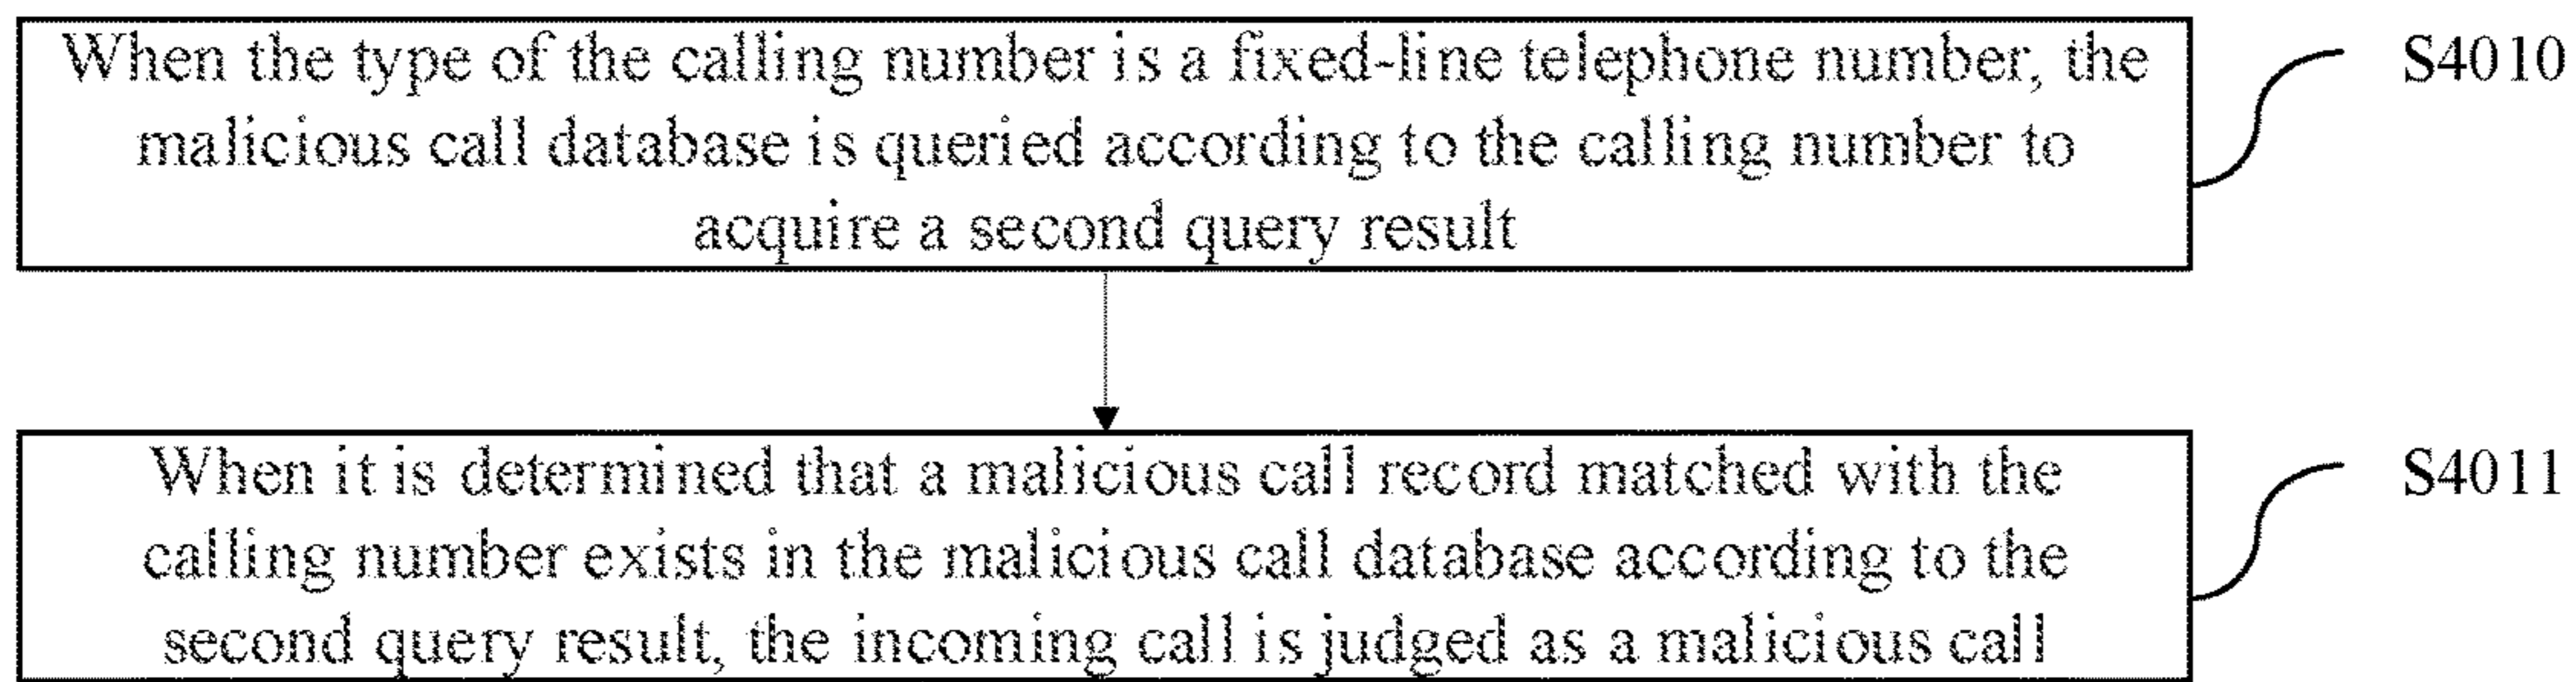 When the type of the calling number is a fixed-line telephone number, the
malicious call database is queried according to the calling number to
acquire a second query result
S4010
When it is determined that a malicious call record matched with the
calling number exists in the malicious call database according to the
second query result, the incoming call is judged as a malicious call
S4011